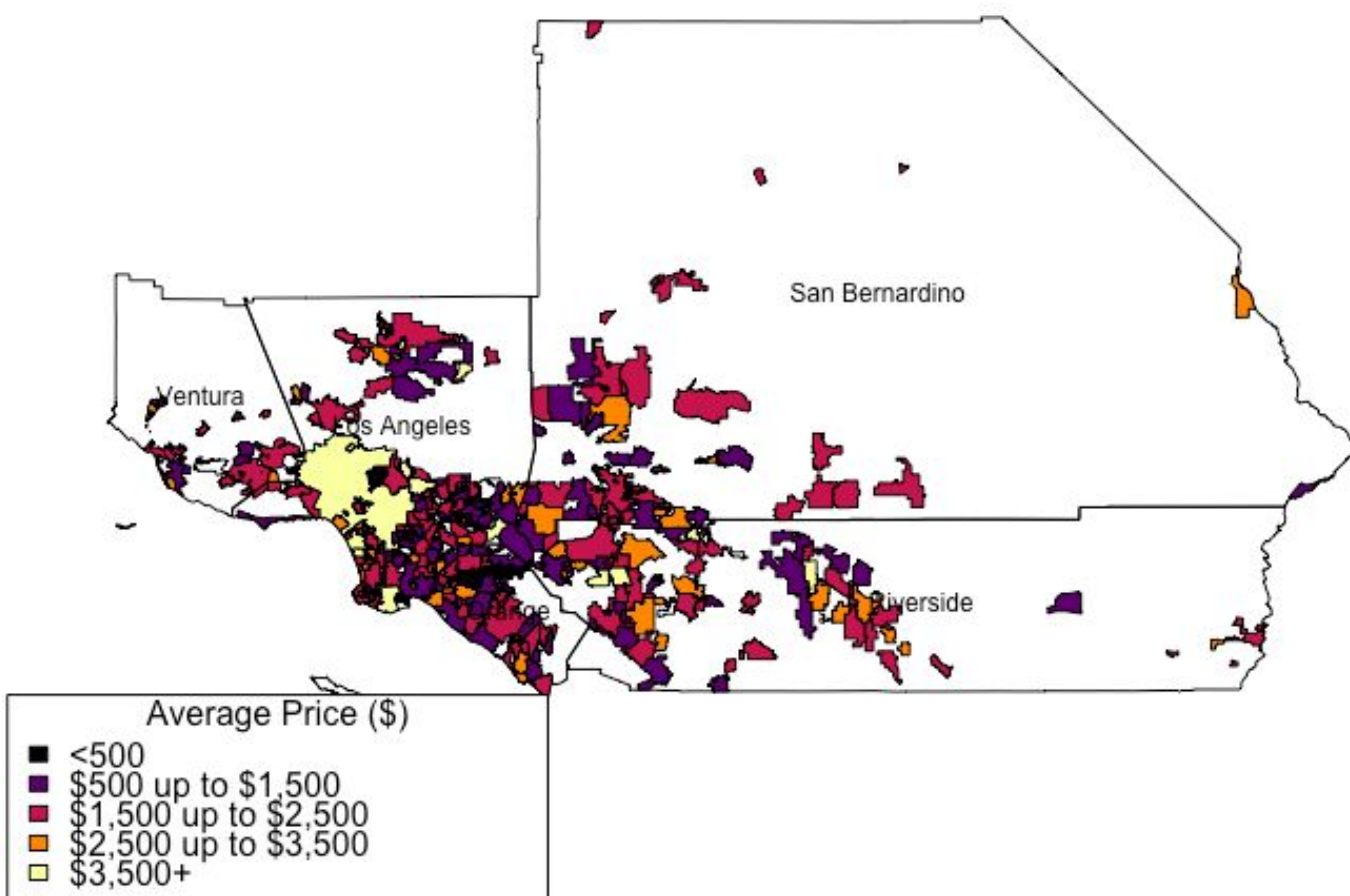 San Bernardino
Ventura
Los Angeles
Orange
Riverside
Average Price ($)
<500
$500 up to $1,500
$1,500 up to $2,500
$2,500 up to $3,500
$3,500+